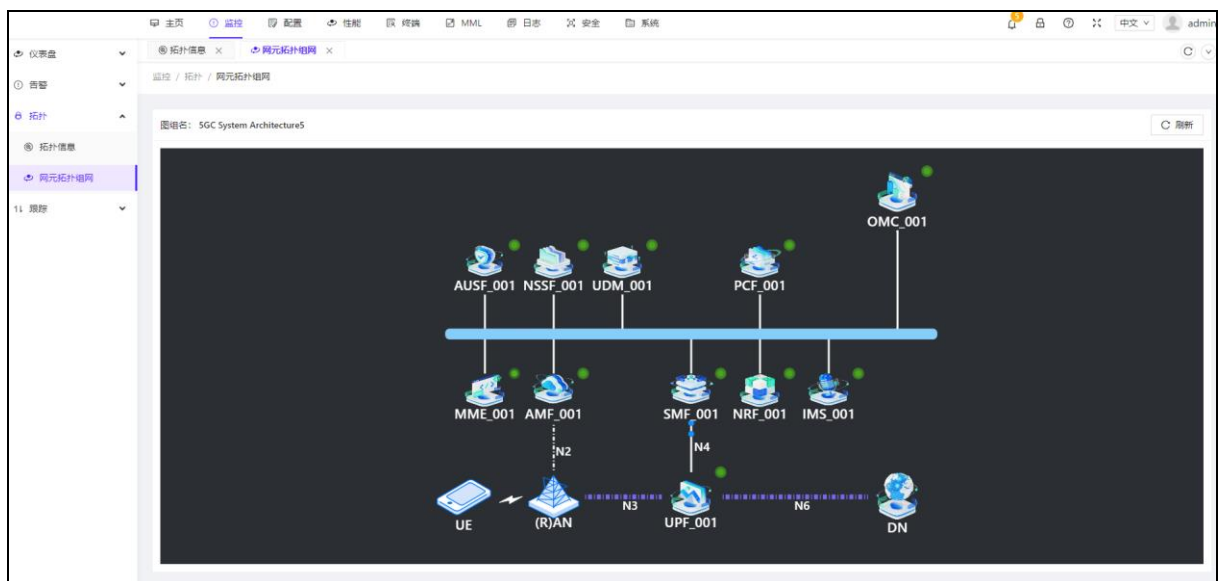 主页 监控 配置 性能 终端 MML 日志 安全 系统 5 中文 admin
仪表盘
告警
拓扑
拓扑信息
网元拓扑组网
跟踪
拓扑信息 × 网元拓扑组网 ×
监控 / 拓扑 / 网元拓扑组网
图组名： 5GC System Architecture5
刷新
OMC_001
AUSF_001 NSSF_001 UDM_001 PCF_001
MME_001 AMF_001 SMF_001 NRF_001 IMS_001
N2 N4
N3 N6
UE (R)AN UPF_001 DN